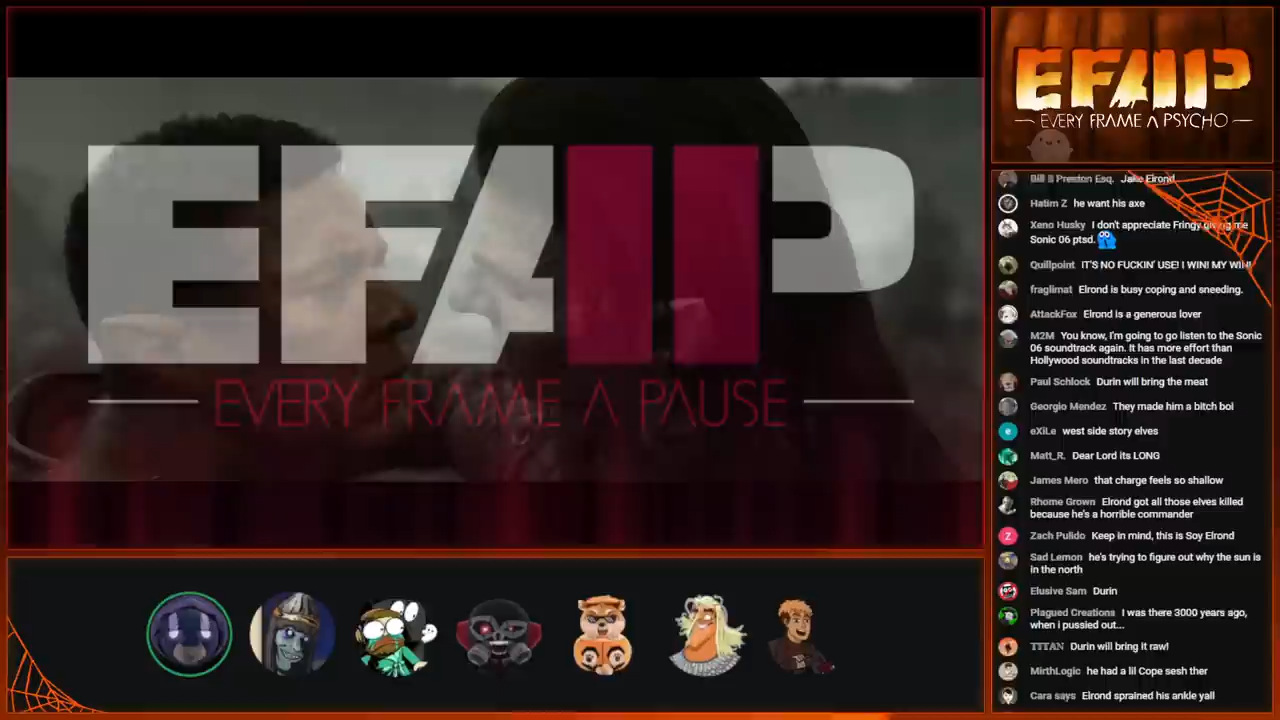 EFAP
EVERY FRAME A PAUSE
EFAP
EVERY FRAME A PSYCHO
Bill S Preston Esq. Jake Elrond
Hatim Z he want his axe
Xeno Husky I don't appreciate Fringy giving me
Sonic 06 ptsd.
Quillpoint IT'S NO FUCKIN' USE! I WIN! MY WIN!
fraglimat Elrond is busy coping and sneeding.
AttackFox Elrond is a generous lover
M2M You know, I'm going to go listen to the Sonic
06 soundtrack again. It has more effort than
Hollywood soundtracks in the last decade
Paul Schlock Durin will bring the meat
Georgio Mendez They made him a bitch boi
e
eXiLe west side story elves
Matt_R. Dear Lord its LONG
James Mero that charge feels so shallow
Rhome Grown Elrond got all those elves killed
because he's a horrible commander
Z
Zach Pulido Keep in mind, this is Soy Elrond
Sad Lemon he's trying to figure out why the sun is
in the north
Elusive Sam Durin
Plagued Creations I was there 3000 years ago,
when i pussied out...
TTTAN Durin will bring it raw!
MirthLogic he had a lil Cope sesh ther
Cara says Elrond sprained his ankle yall